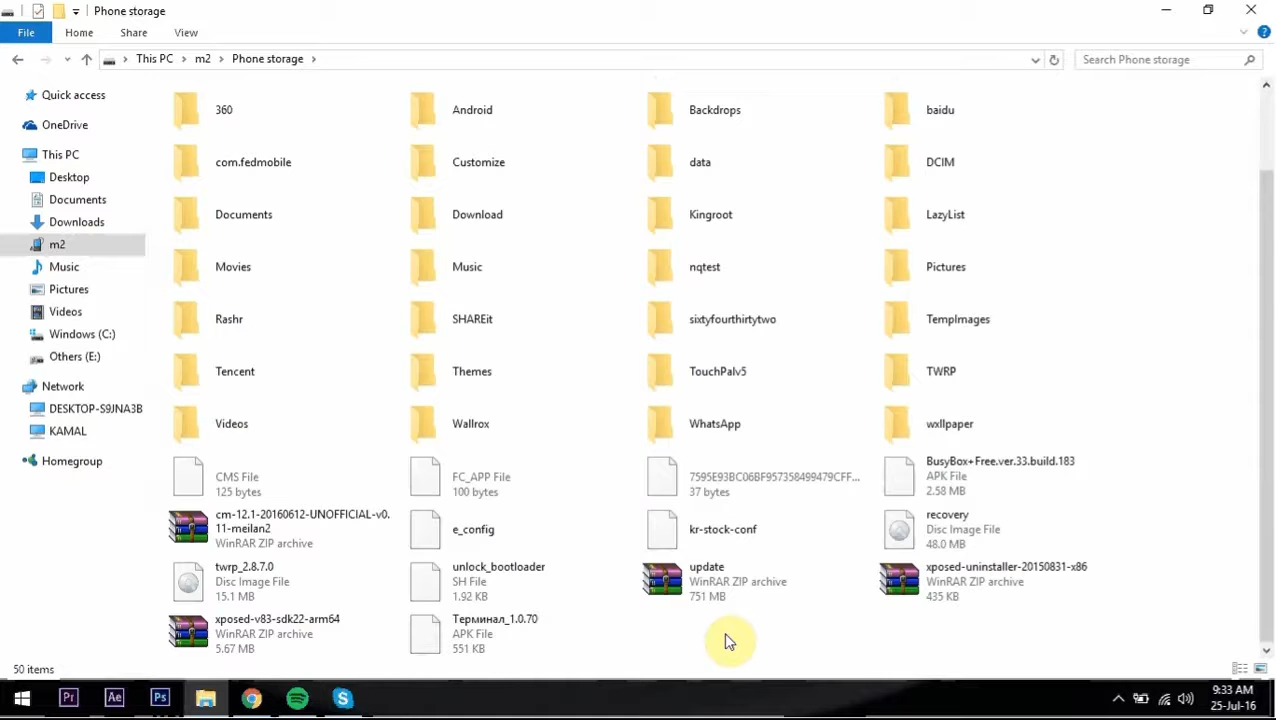 Phone storage
File
Home
Share
View
This PC
m2
Phone storage
Search Phone storage
Quick access
OneDrive
This PC
Desktop
Documents
Downloads
m2
Music
Pictures
Videos
Windows (C:)
Others (E:)
Network
DESKTOP-S9JNA3B
KAMAL
Homegroup
360
Android
Backdrops
baidu
com.fedmobile
Customize
data
DCIM
Documents
Download
Kingroot
LazyList
Movies
Music
nqtest
Pictures
Rashr
SHAREit
sixtyfourthirtytwo
TempImages
Tencent
Themes
TouchPalv5
TWRP
Videos
Wallrox
WhatsApp
wxllpaper
CMS File
125 bytes
FC_APP File
100 bytes
7595E93BC06BF957358499479CFF...
37 bytes
BusyBox+Free.ver.33.build.183
APK File
2.58 MB
cm-12.1-20160612-UNOFFICIAL-v0.
11-meilan2
WinRAR ZIP archive
e_config
kr-stock-conf
recovery
Disc Image File
48.0 MB
twrp_2.8.7.0
Disc Image File
15.1 MB
unlock_bootloader
SH File
1.92 KB
update
WinRAR ZIP archive
751 MB
xposed-uninstaller-20150831-x86
WinRAR ZIP archive
435 KB
xposed-v83-sdk22-arm64
WinRAR ZIP archive
5.67 MB
Терминал_1.0.70
APK File
551 KB
50 items
Pr
Ae
Ps
9:33 AM
25-Jul-16